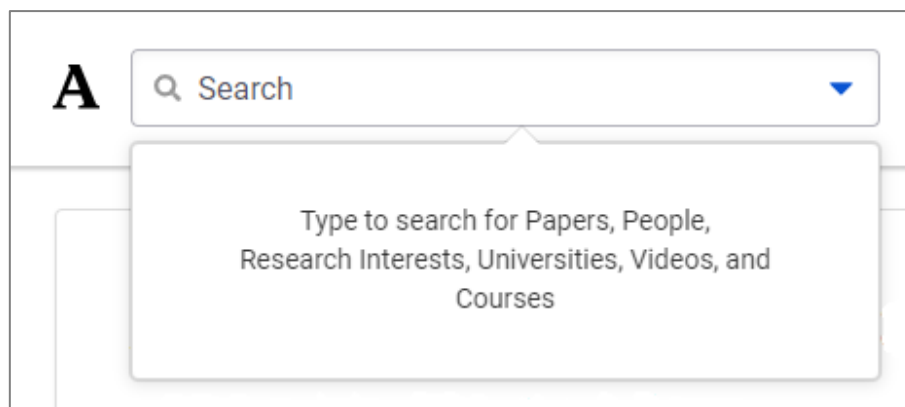 A
Search
Type to search for Papers, People,
Research Interests, Universities, Videos, and
Courses